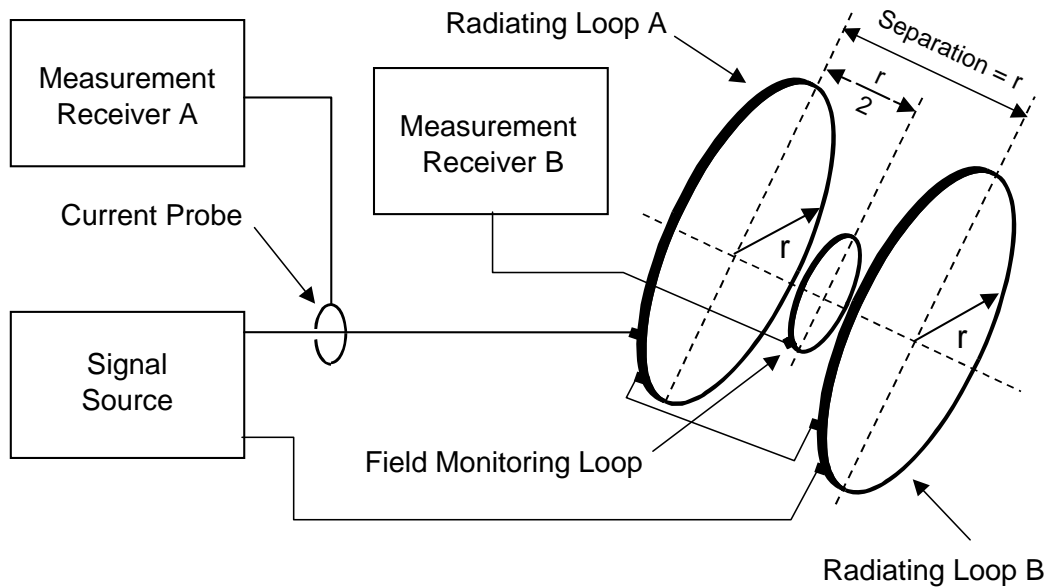 Radiating Loop A
Separation = r
r
2
Measurement
Receiver A
Measurement
Receiver B
Current Probe
r
r
Signal
Source
Field Monitoring Loop
Radiating Loop B